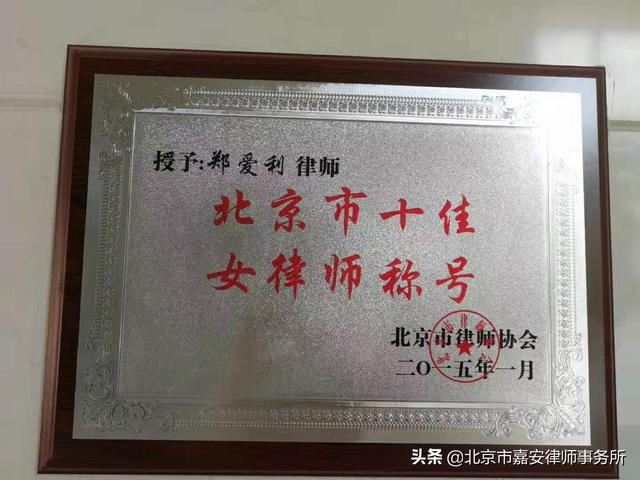 授予:郑爱利 律师
北京市十佳
女律师称号
北京市律师协会
二〇一五年一月
头条 @北京市嘉安律师事务所